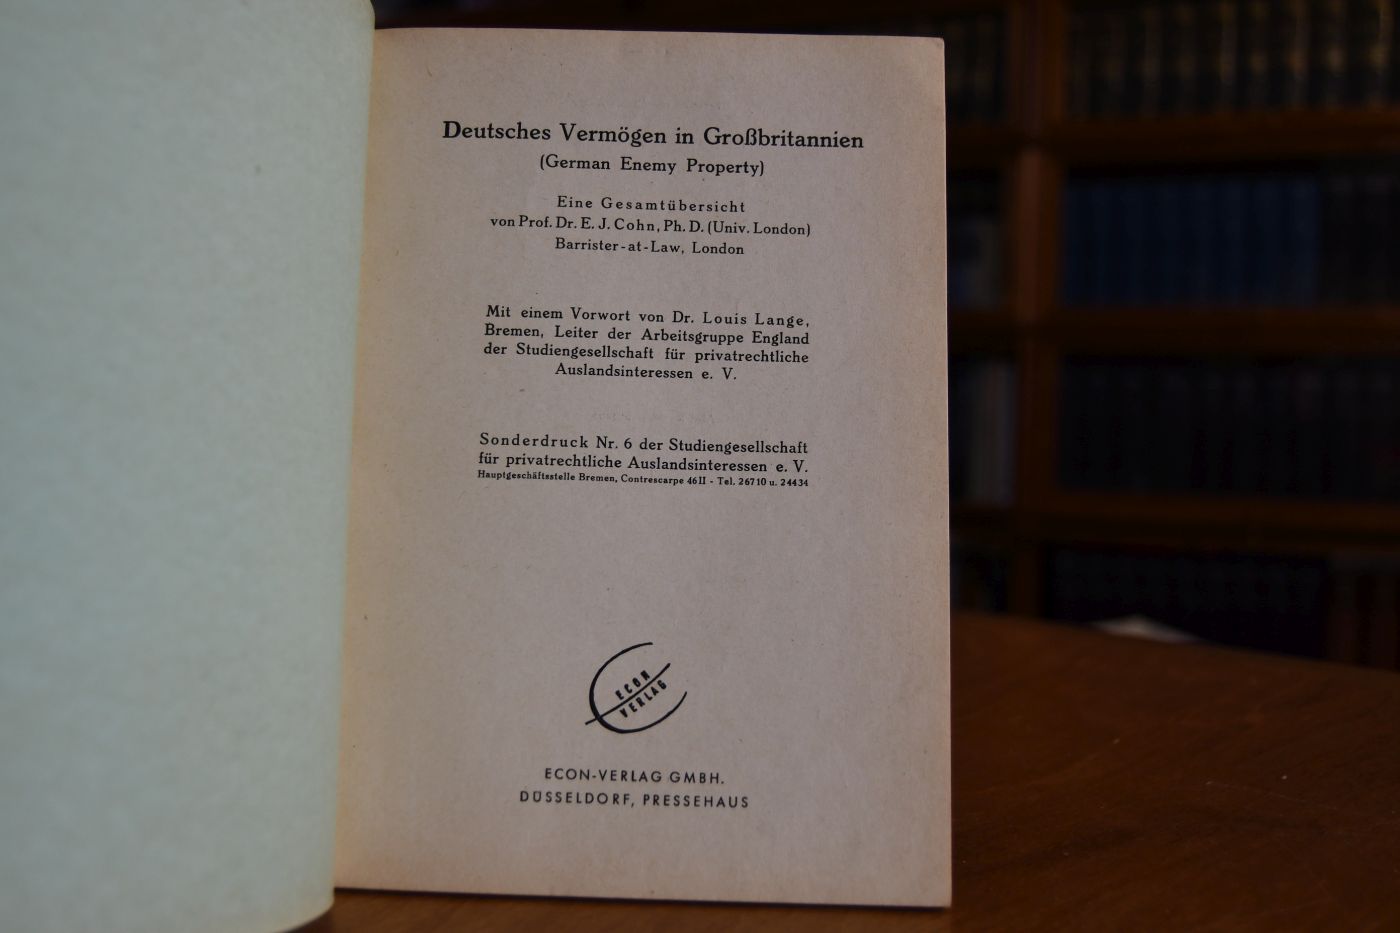 Deutsches Vermögen in Großbritannien
(German Enemy Property)
Eine Gesamtübersicht
von Prof. Dr. E. J. Cohn, Ph. D. (Univ. London)
Barrister-at-Law, London
Mit einem Vorwort von Dr. Louis Lange,
Bremen, Leiter der Arbeitsgruppe England
der Studiengesellschaft für privatrechtliche
Auslandsinteressen e. V.
Sonderdruck Nr. 6 der Studiengesellschaft
für privatrechtliche Auslandsinteressen e. V.
Hauptgeschäftsstelle Bremen, Contrescarpe 46II - Tel. 26710 u. 24434
ECON
VERLAG
ECON-VERLAG GMBH.
DÜSSELDORF, PRESSEHAUS